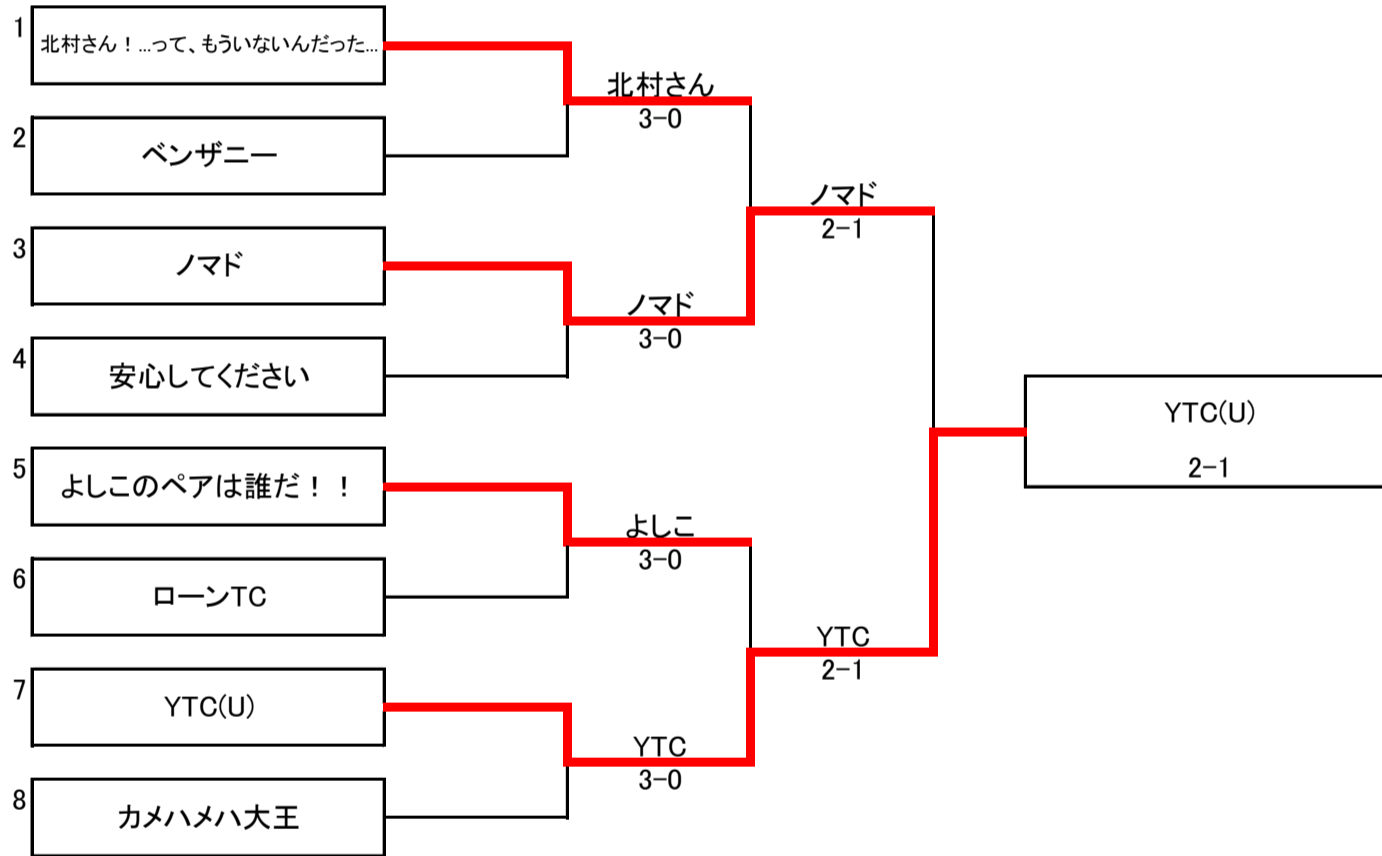 1
北村さん！…って、もういないんだった…
2
ベンザニー
3
ノマド
4
安心してください
5
よしこのペアは誰だ！！
6
ローンTC
7
YTC(U)
8
カメハメハ大王
北村さん
3-0
ノマド
3-0
よしこ
3-0
YTC
3-0
ノマド
2-1
YTC
2-1
YTC(U)
2-1